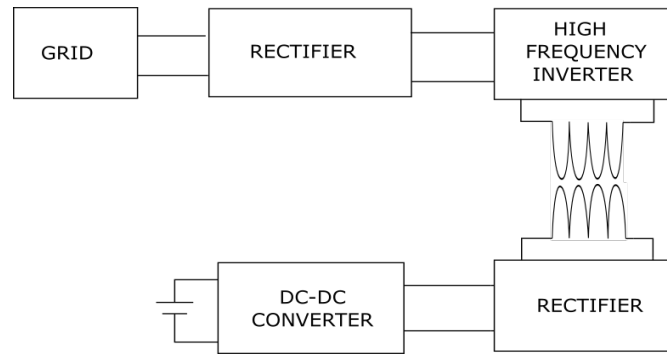 GRID
RECTIFIER
HIGH
FREQUENCY
INVERTER
DC-DC
CONVERTER
RECTIFIER